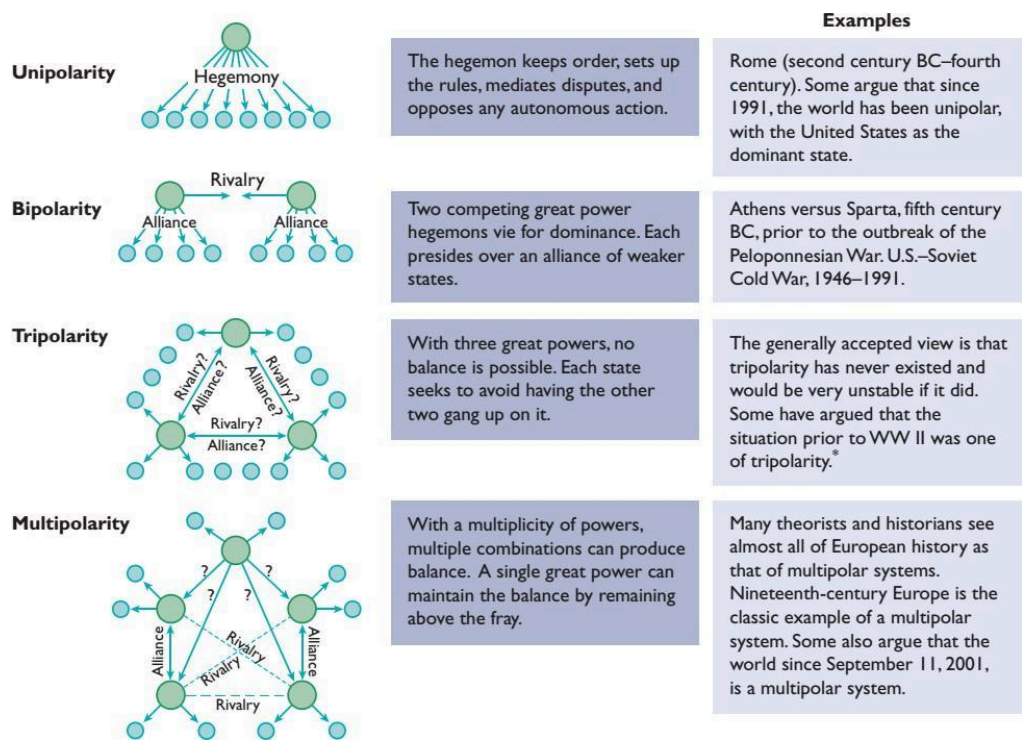 Examples
Unipolarity
Hegemony
The hegemon keeps order, sets up
the rules, mediates disputes, and
opposes any autonomous action.
Rome (second century BC–fourth
century). Some argue that since
1991, the world has been unipolar,
with the United States as the
dominant state.
Bipolarity
Rivalry
Alliance
Alliance
Two competing great power
hegemons vie for dominance. Each
presides over an alliance of weaker
states.
Athens versus Sparta, fifth century
BC, prior to the outbreak of the
Peloponnesian War. U.S.–Soviet
Cold War, 1946–1991.
Tripolarity
Rivalry?
Alliance?
Rivalry?
Alliance?
Rivalry?
Alliance?
With three great powers, no
balance is possible. Each state
seeks to avoid having the other
two gang up on it.
The generally accepted view is that
tripolarity has never existed and
would be very unstable if it did.
Some have argued that the
situation prior to WW II was one
of tripolarity.*
Multipolarity
?
?
?
?
Alliance
Rivalry
Rivalry
Alliance
Rivalry
With a multiplicity of powers,
multiple combinations can produce
balance. A single great power can
maintain the balance by remaining
above the fray.
Many theorists and historians see
almost all of European history as
that of multipolar systems.
Nineteenth-century Europe is the
classic example of a multipolar
system. Some also argue that the
world since September 11, 2001,
is a multipolar system.